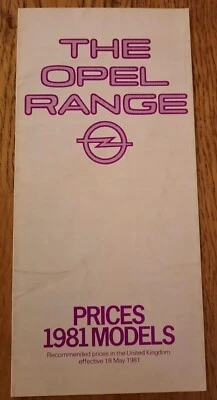 THE
OPEL
RANGE
PRICES
1981 MODELS
Recommended prices in the United Kingdom
effective 18 May 1981